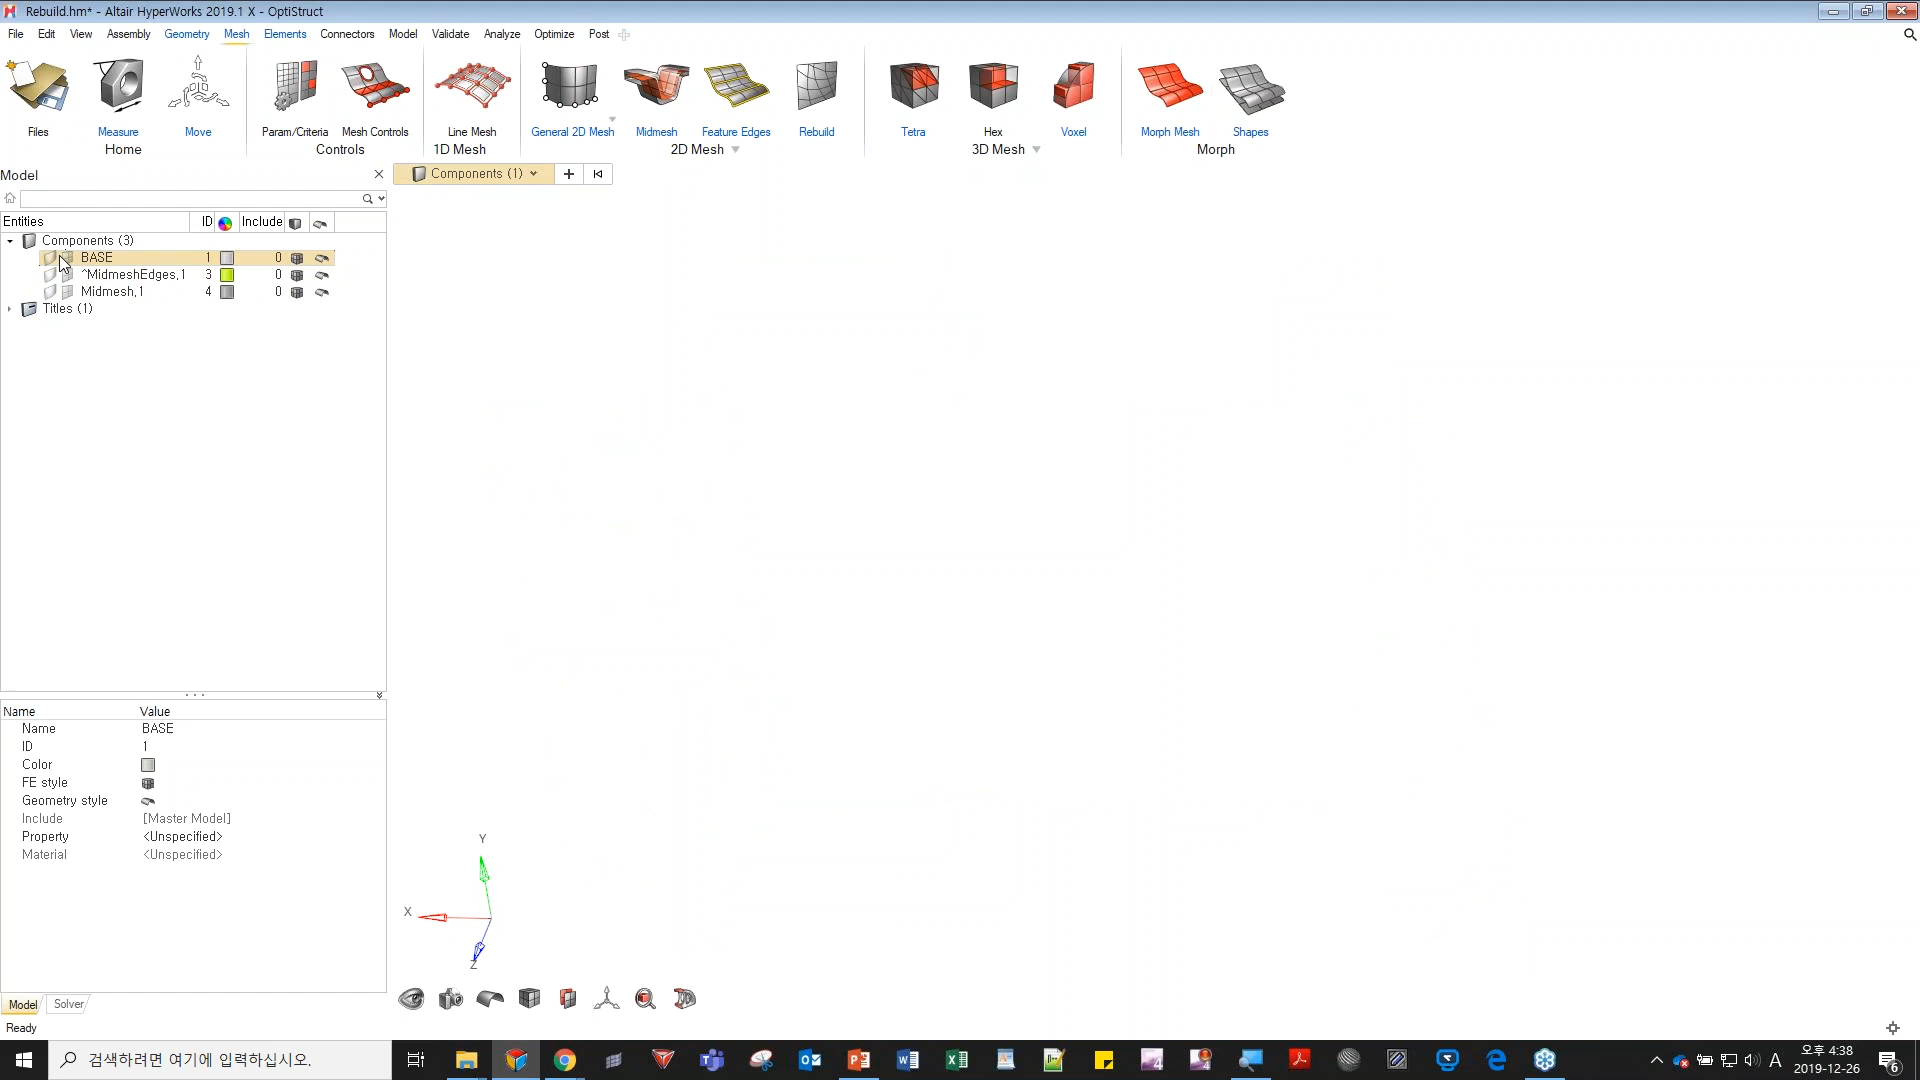 Rebuild.hm* - Altair HyperWorks 2019.1 X - OptiStruct
File Edit View Assembly Geometry Mesh Elements Connectors Model Validate Analyze Optimize Post
Files Measure Move Param/Criteria Mesh Controls Line Mesh General 2D Mesh Midmesh Feature Edges Rebuild Tetra Hex Voxel Morph Mesh Shapes
Home Controls 1D Mesh 2D Mesh 3D Mesh Morph
Model
Components (1)
Entities ID Include
Components (3)
BASE 1 0
^MidmeshEdges,1 3 0
Midmesh,1 4 0
Titles (1)
Name Value
Name BASE
ID 1
Color
FE style
Geometry style
Include [Master Model]
Property <Unspecified>
Material <Unspecified>
Y
X
Z
Model Solver
Ready
검색하려면 여기에 입력하십시오.
A
오후 4:38
2019-12-26
6